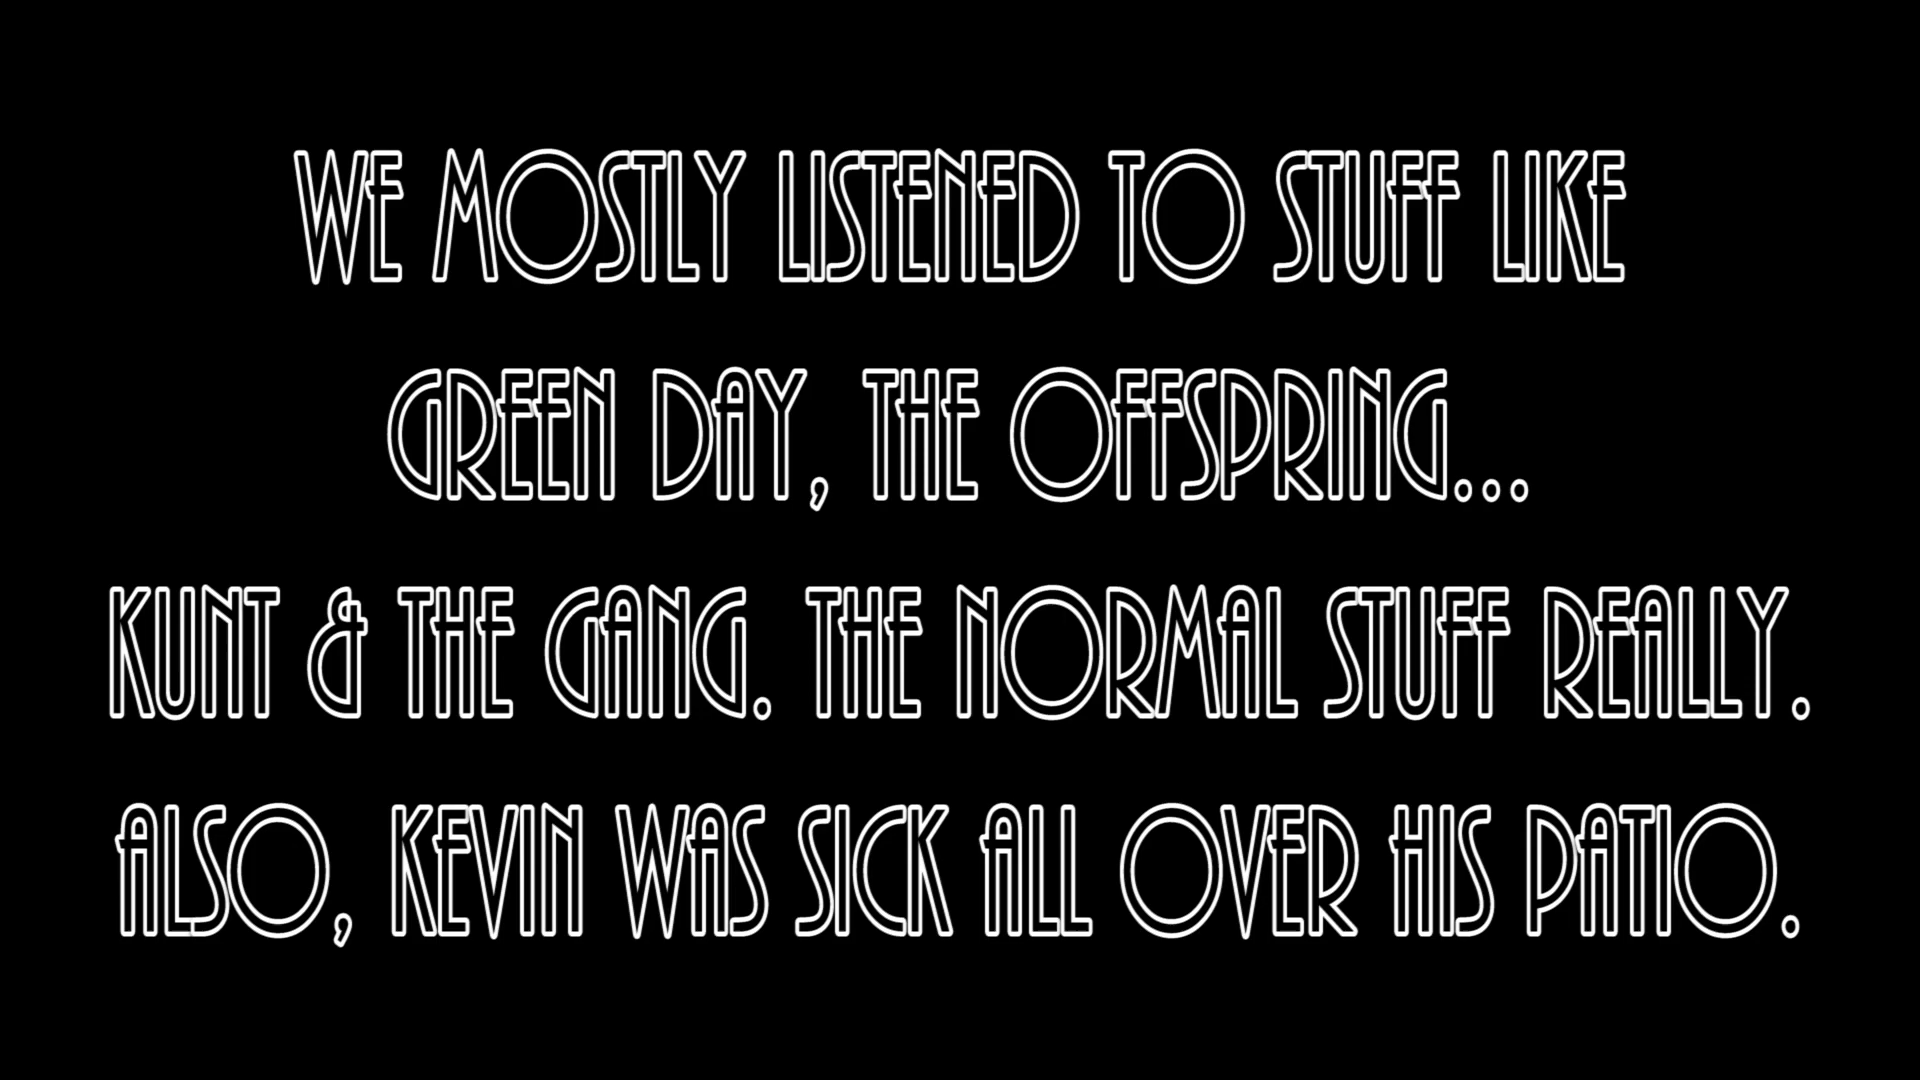 WE MOSTLY LISTENED TO STUFF LIKE
GREEN DAY, THE OFFSPRING...
KUNT & THE GANG. THE NORMAL STUFF REALLY.
ALSO, KEVIN WAS SICK ALL OVER HIS PATIO.